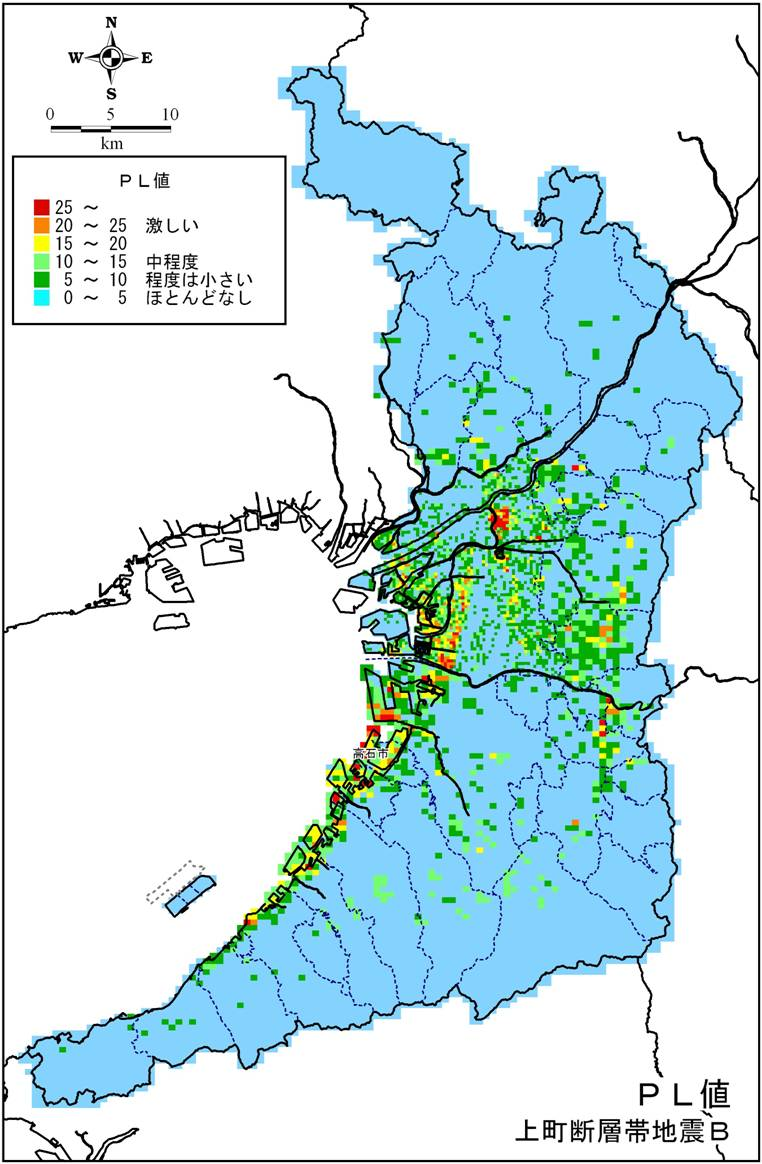 N
W E
S
0 5 10
km
PL値
25 ～
20 ～ 25 激しい
15 ～ 20
10 ～ 15 中程度
5 ～ 10 程度は小さい
0 ～ 5 ほとんどなし
高石市
PL値
上町断層帯地震B